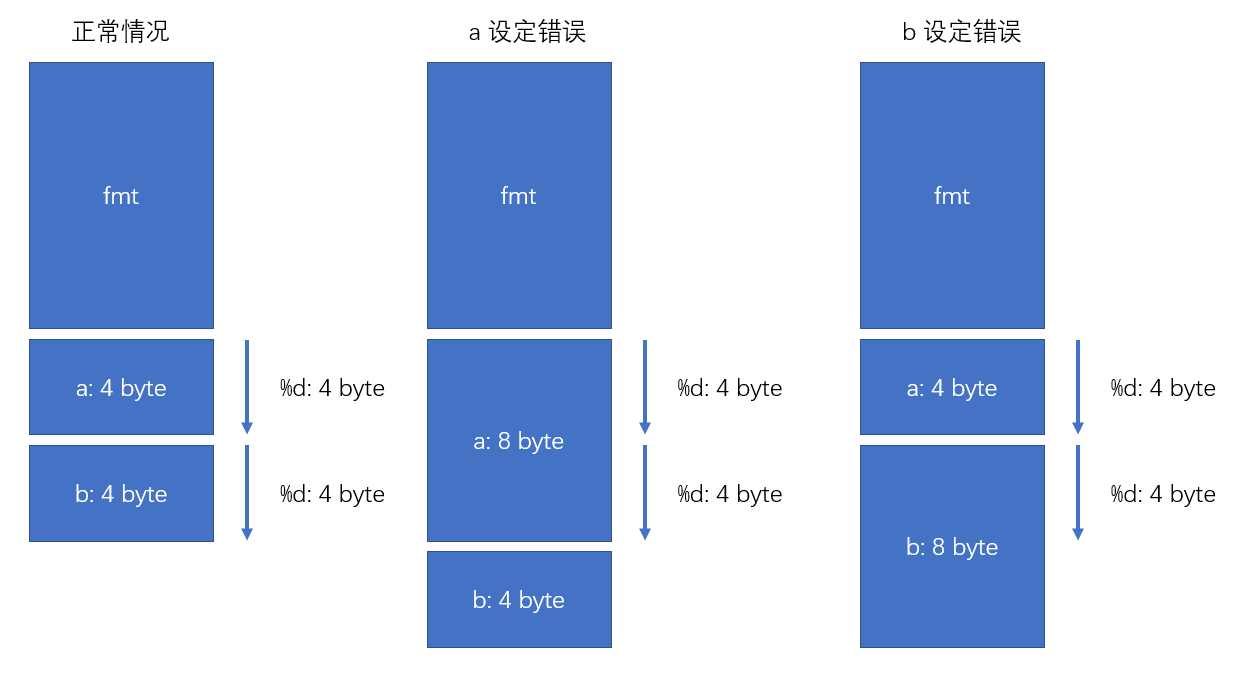 正常情况
fmt
a: 4 byte
%d: 4 byte
b: 4 byte
%d: 4 byte
a 设定错误
fmt
%d: 4 byte
a: 8 byte
%d: 4 byte
b: 4 byte
b 设定错误
fmt
a: 4 byte
%d: 4 byte
%d: 4 byte
b: 8 byte